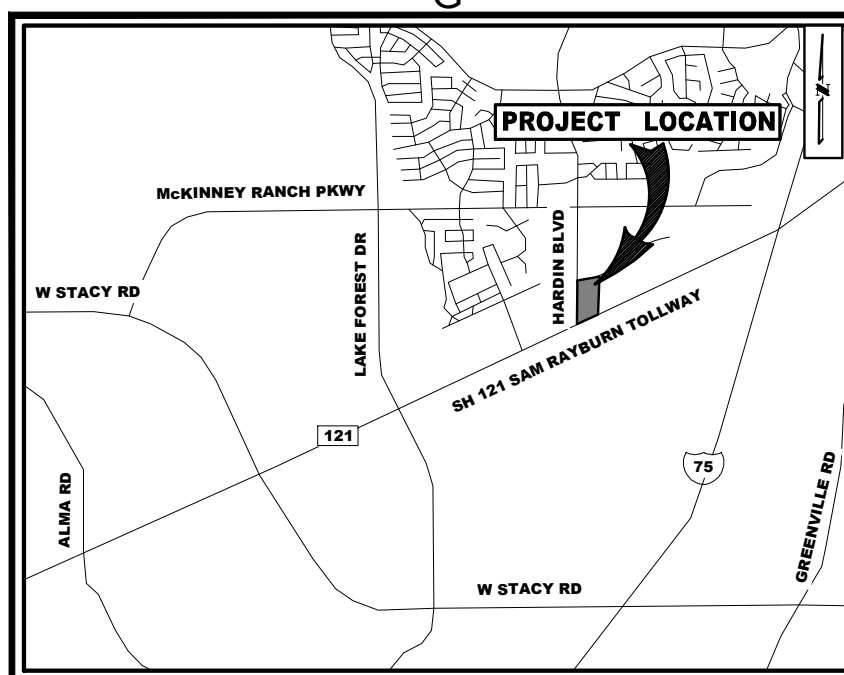 G
PROJECT LOCATION
N
McKINNEY RANCH PKWY
W STACY RD
LAKE FOREST DR
HARDIN BLVD
SH 121 SAM RAYBURN TOLLWAY
121
75
ALMA RD
GREENVILLE RD
W STACY RD